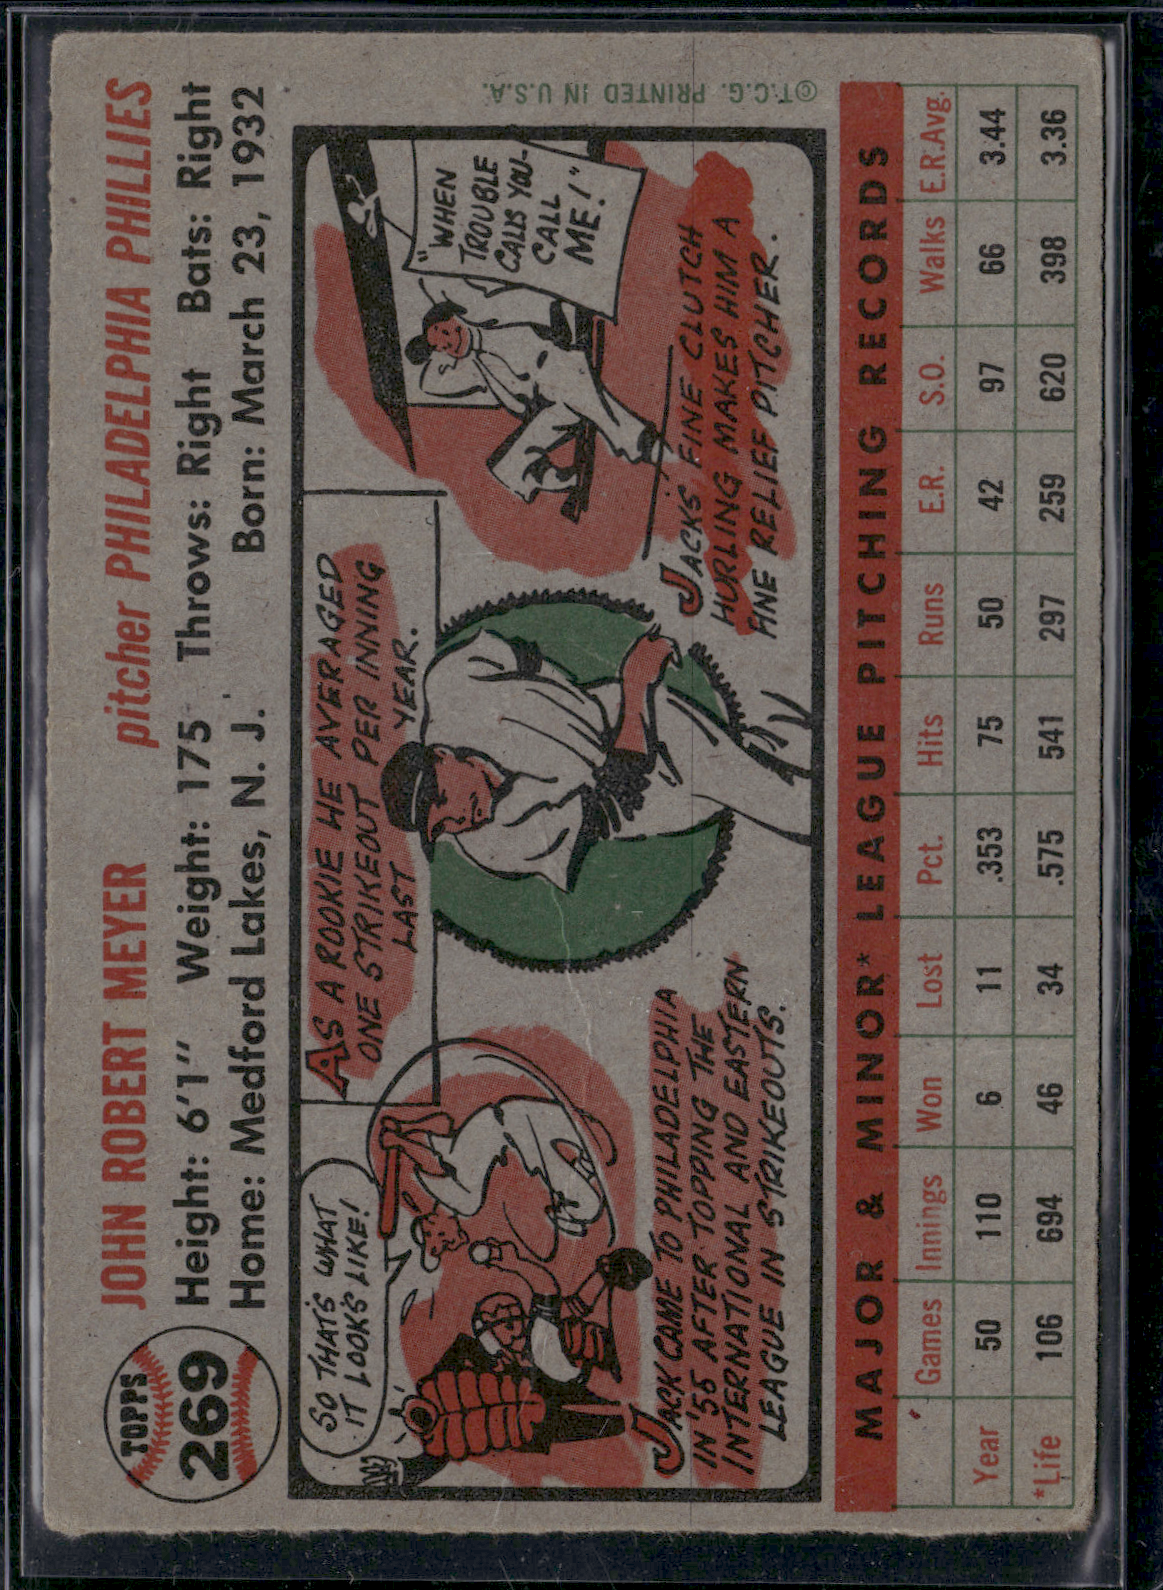 TOPPS
269
JOHN ROBERT MEYER pitcher PHILADELPHIA PHILLIES
Height: 6'1" Weight: 175 Throws: Right Bats: Right
Home: Medford Lakes, N. J. Born: March 23, 1932
SO THAT'S WHAT
IT LOOKS LIKE!
JACK CAME TO PHILADELPHIA
IN '55 AFTER TOPPING THE
INTERNATIONAL AND EASTERN
LEAGUE IN STRIKEOUTS.
AS A ROOKIE HE AVERAGED
ONE STRIKEOUT PER INNING
LAST YEAR.
"WHEN
TROUBLE
CALLS YOU-
CALL
ME!"
JACKS FINE CLUTCH
HURLING MAKES HIM A
FINE RELIEF PITCHER.
©T.C.G. PRINTED IN U.S.A.
MAJOR & MINOR* LEAGUE PITCHING RECORDS
Games Innings Won Lost Pct. Hits Runs E.R. S.O. Walks E.R.Avg.
Year 50 110 6 11 .353 75 50 42 97 66 3.44
*Life 106 694 46 34 .575 541 297 259 620 398 3.36